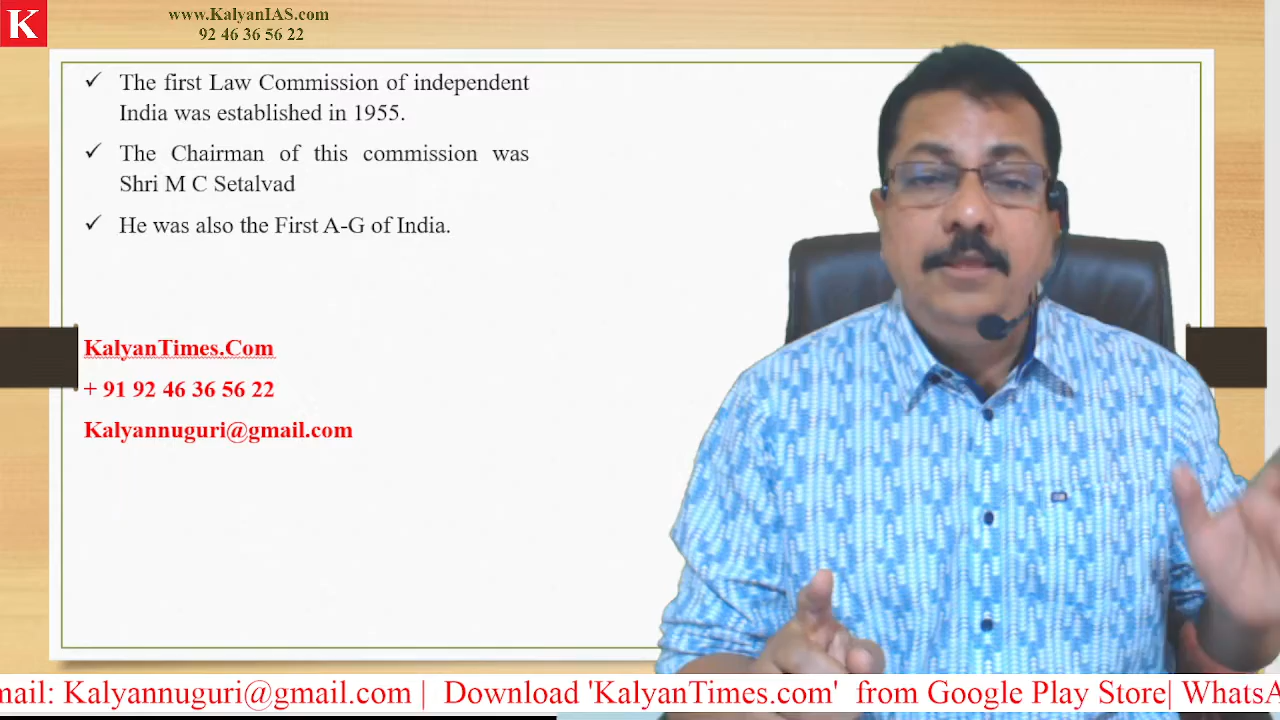 K
www.KalyanIAS.com
92 46 36 56 22
✓ The first Law Commission of independent
India was established in 1955.
✓ The Chairman of this commission was
Shri M C Setalvad
✓ He was also the First A-G of India.
KalyanTimes.Com
+ 91 92 46 36 56 22
Kalyannuguri@gmail.com
mail: Kalyannuguri@gmail.com | Download 'KalyanTimes.com' from Google Play Store| WhatsA